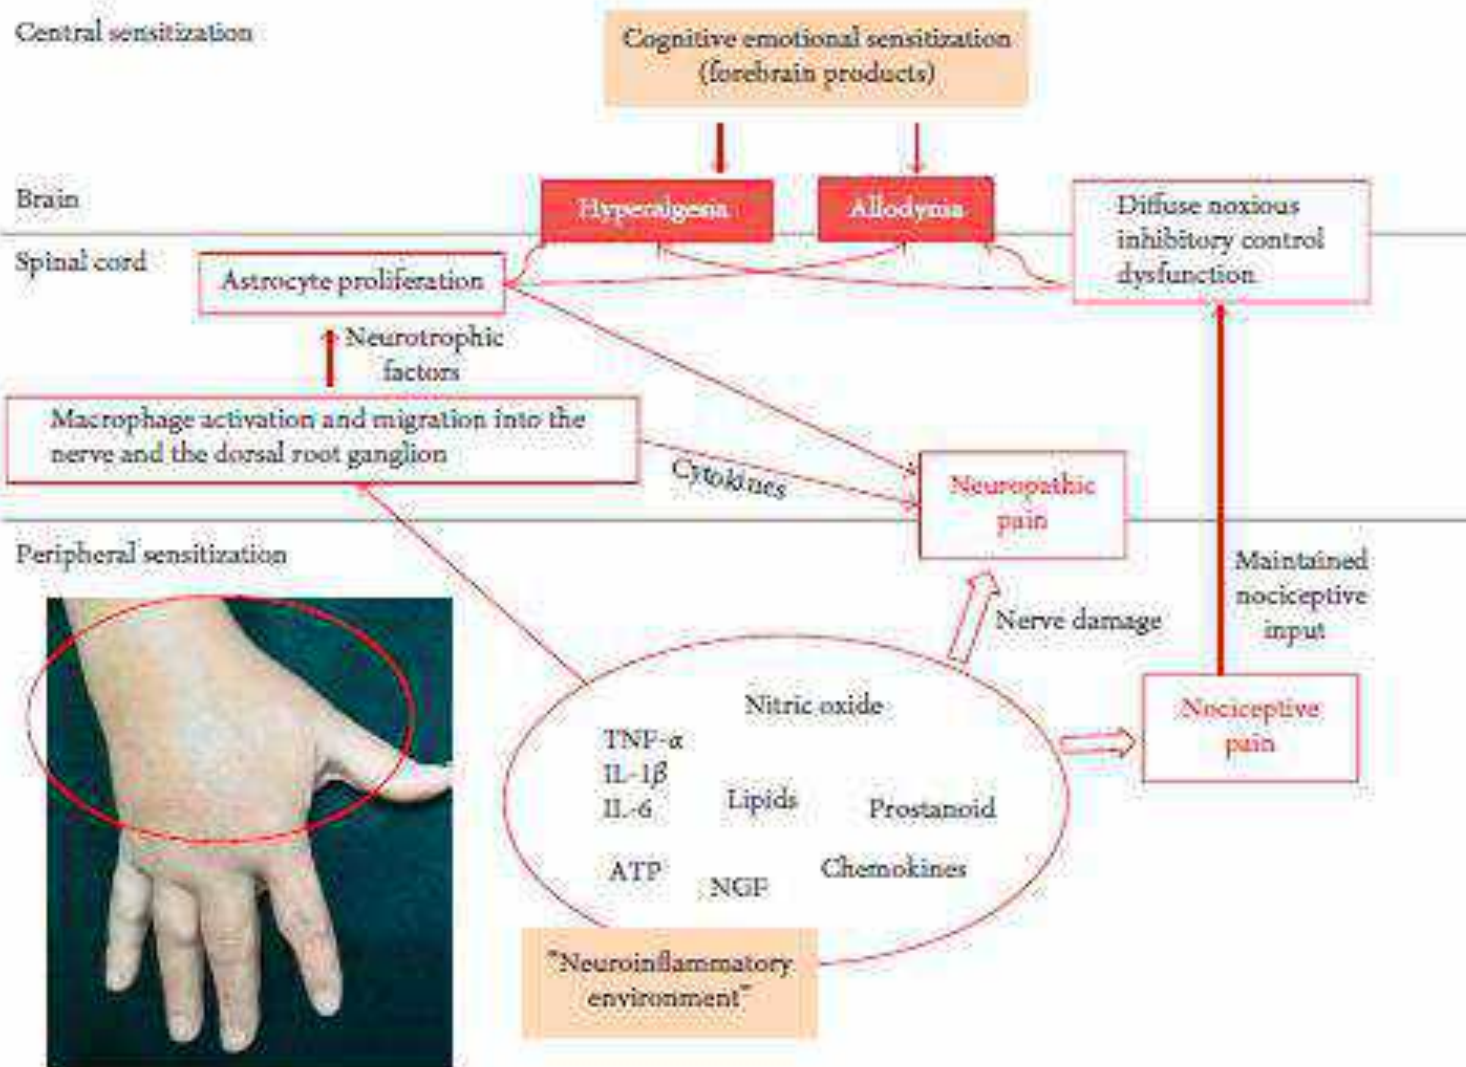 Central sensitization
Cognitive emotional sensitization
(forebrain products)
Brain
Hyperalgesia
Allodynia
Diffuse noxious
inhibitory control
dysfunction
Spinal cord
Astrocyte proliferation
Neurotrophic
factors
Macrophage activation and migration into the
nerve and the dorsal root ganglion
Cytokines
Neuropathic
pain
Peripheral sensitization
Maintained
nociceptive
input
Nerve damage
Nociceptive
pain
Nitric oxide
TNF-α
IL-1β
IL-6
Lipids
Prostanoid
ATP
NGF
Chemokines
"Neuroinflammatory
environment"